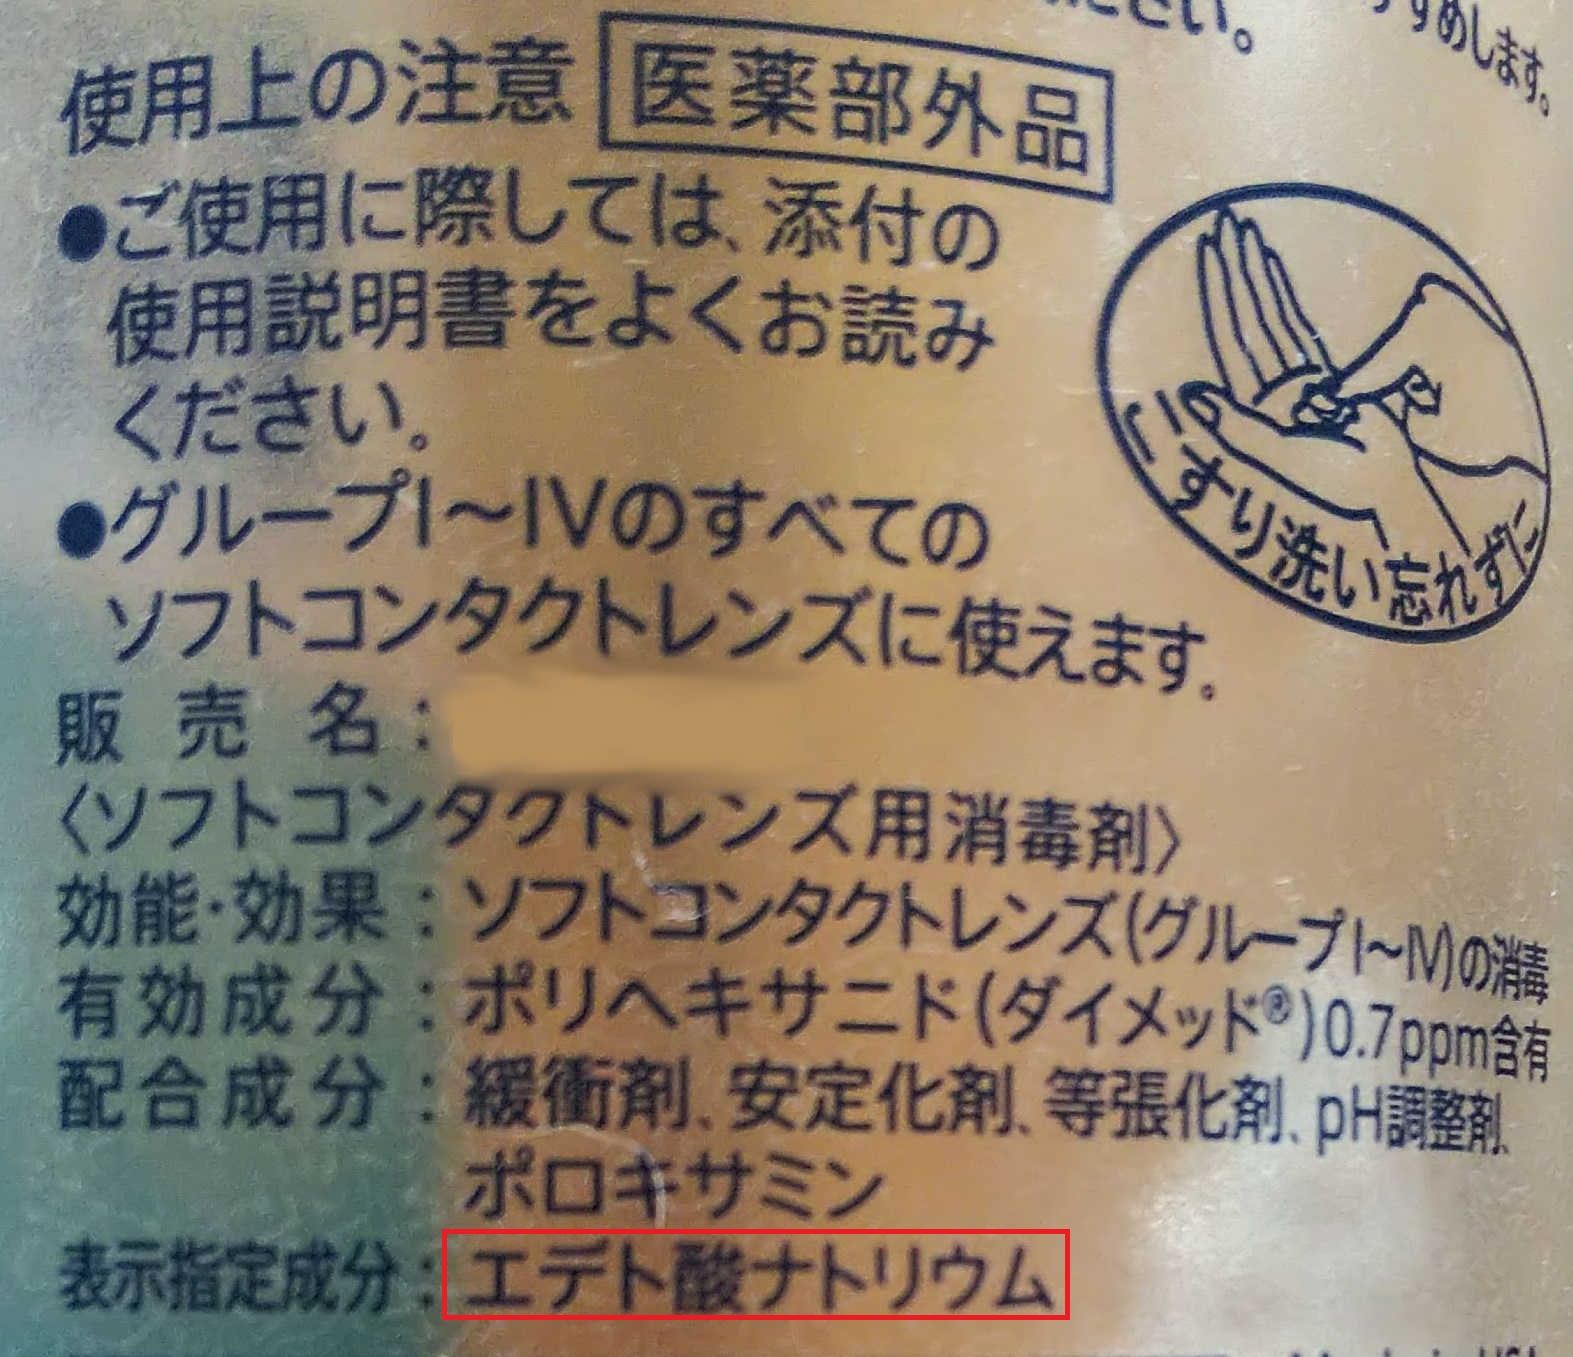 ださい。
すすめします。
使用上の注意 医薬部外品
●ご使用に際しては、添付の
使用説明書をよくお読み
ください。
●グループI～IVのすべての
ソフトコンタクトレンズに使えます。
こすり洗い忘れずに
販売名：
〈ソフトコンタクトレンズ用消毒剤〉
効能・効果：ソフトコンタクトレンズ(グループI～IV)の消毒
有効成分：ポリヘキサニド(ダイメッド®)0.7ppm含有
配合成分：緩衝剤、安定化剤、等張化剤、pH調整剤、
ポロキサミン
表示指定成分：エデト酸ナトリウム